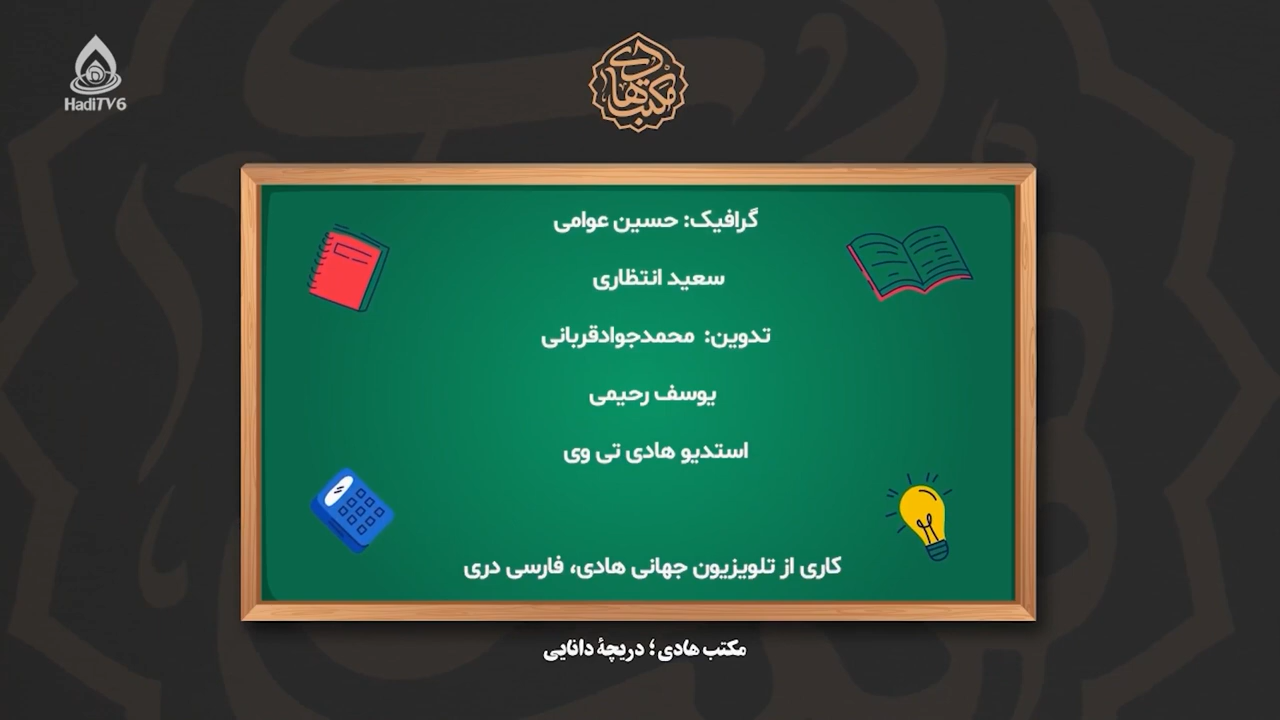 HadiTV6
مکتب هادی
گرافیک: حسین عوامی
سعید انتظاری
تدوین: محمدجوادقربانی
یوسف رحیمی
استدیو هادی تی وی
کاری از تلویزیون جهانی هادی، فارسی دری
مکتب هادی؛ دریچهٔ دانایی